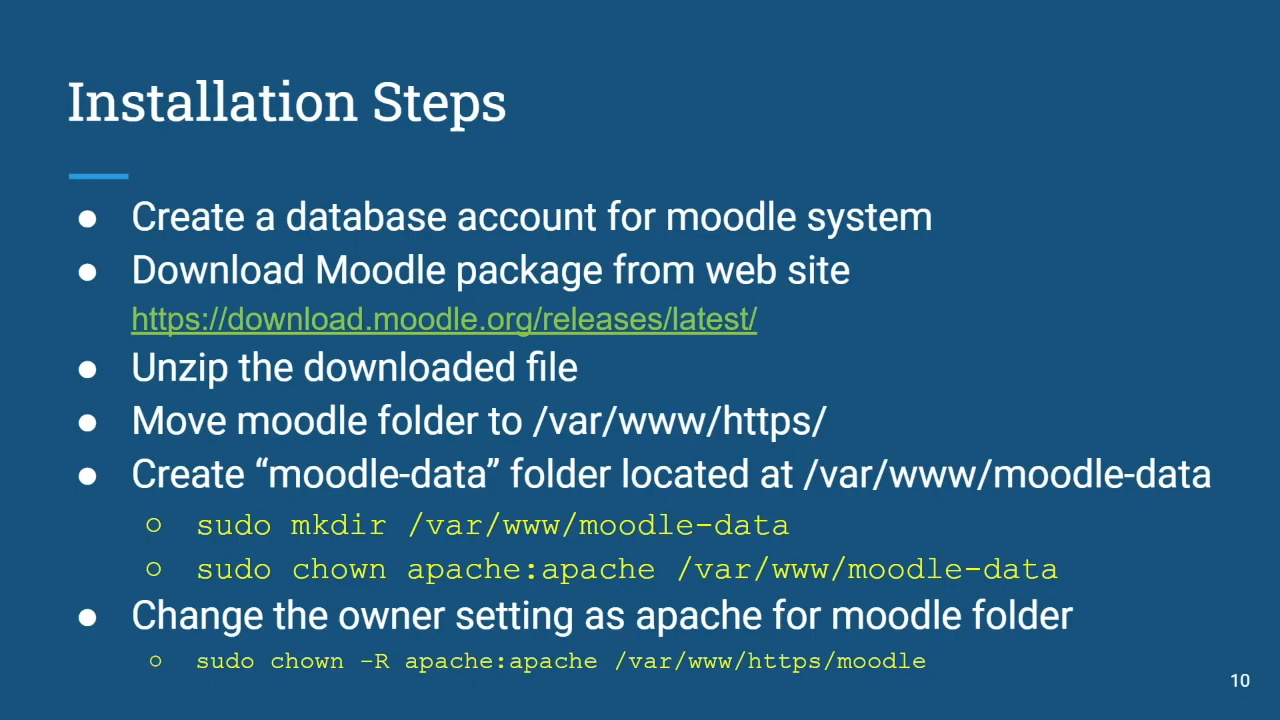 Installation Steps
● Create a database account for moodle system
● Download Moodle package from web site
https://download.moodle.org/releases/latest/
● Unzip the downloaded file
● Move moodle folder to /var/www/https/
● Create “moodle-data” folder located at /var/www/moodle-data
○ sudo mkdir /var/www/moodle-data
○ sudo chown apache:apache /var/www/moodle-data
● Change the owner setting as apache for moodle folder
○ sudo chown -R apache:apache /var/www/https/moodle
10